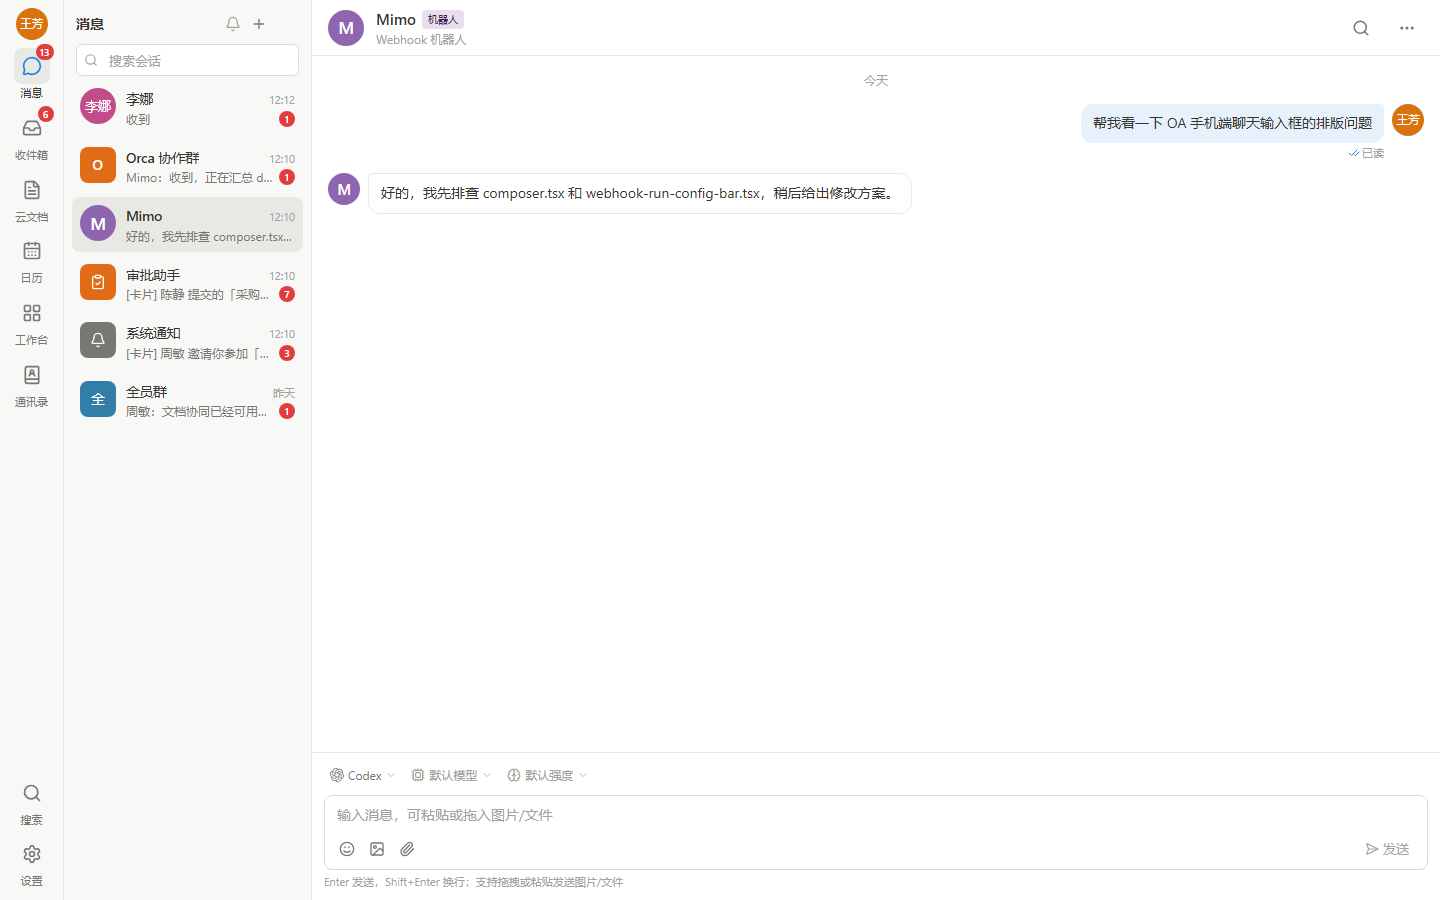 王芳
13
消息
6
收件箱
云文档
日历
工作台
通讯录
搜索
设置
消息
搜索会话
李娜
李娜
12:12
收到
1
O
Orca 协作群
12:10
Mimo：收到，正在汇总 d...
1
M
Mimo
12:10
好的，我先排查 composer.tsx...
审批助手
12:10
[卡片] 陈静 提交的「采购...
7
系统通知
12:10
[卡片] 周敏 邀请你参加「...
3
全
全员群
昨天
周敏：文档协同已经可用...
1
M
Mimo 机器人
Webhook 机器人
今天
帮我看一下 OA 手机端聊天输入框的排版问题
王芳
已读
M
好的，我先排查 composer.tsx 和 webhook-run-config-bar.tsx，稍后给出修改方案。
Codex 默认模型 默认强度
输入消息，可粘贴或拖入图片/文件
发送
Enter 发送，Shift+Enter 换行；支持拖拽或粘贴发送图片/文件